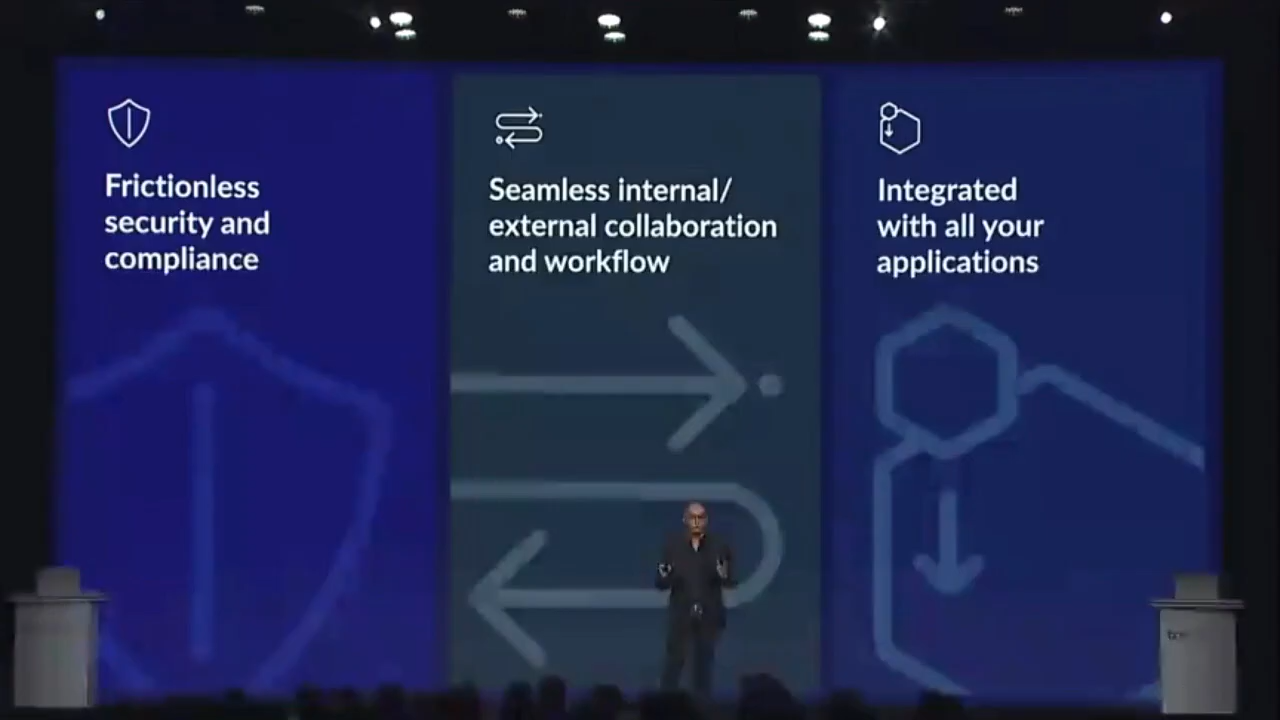 Frictionless
security and
compliance
Seamless internal/
external collaboration
and workflow
Integrated
with all your
applications